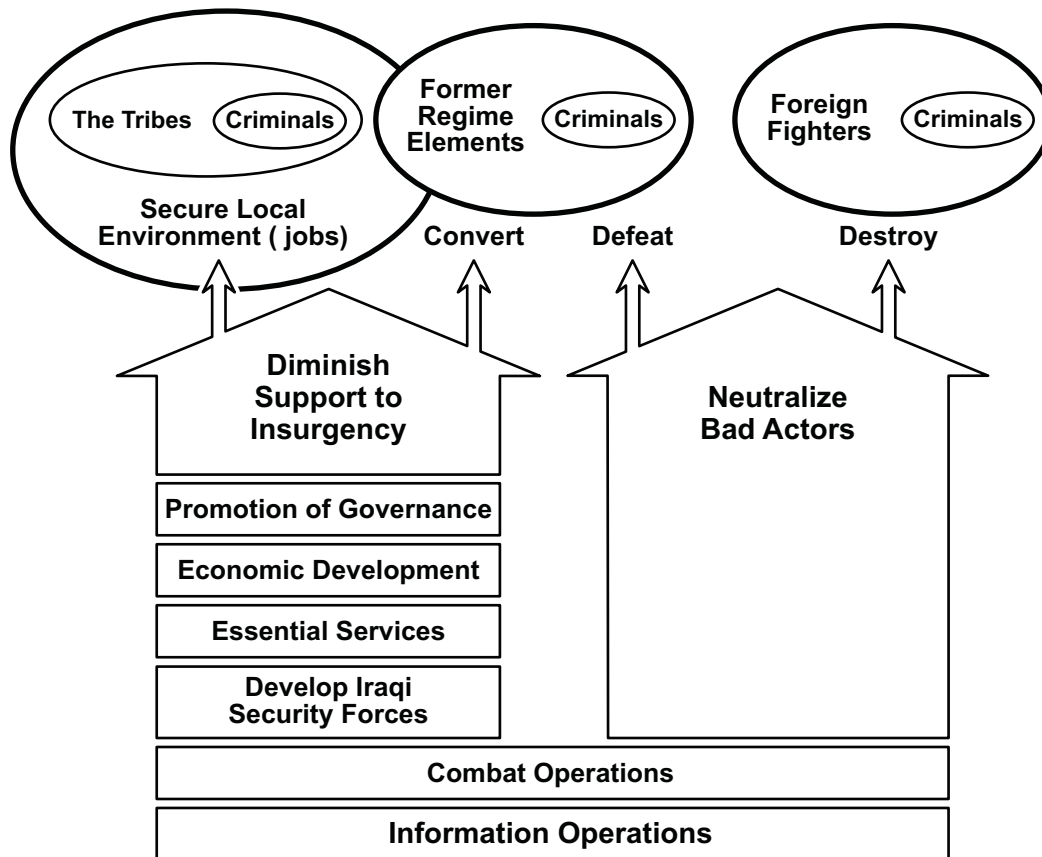 The Tribes
Criminals
Secure Local
Environment ( jobs)
Former
Regime
Elements
Criminals
Foreign
Fighters
Criminals
Convert
Defeat
Destroy
Diminish
Support to
Insurgency
Neutralize
Bad Actors
Promotion of Governance
Economic Development
Essential Services
Develop Iraqi
Security Forces
Combat Operations
Information Operations